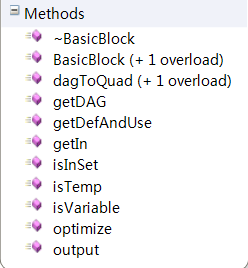 Methods
~BasicBlock
BasicBlock (+ 1 overload)
dagToQuad (+ 1 overload)
getDAG
getDefAndUse
getIn
isInSet
isTemp
isVariable
optimize
output